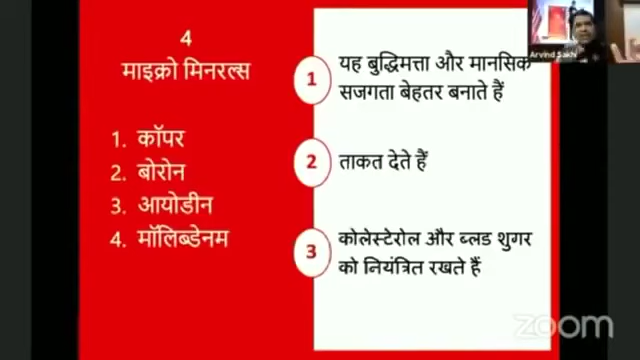 4
माइक्रो मिनरल्स
1. कॉपर
2. बोरोन
3. आयोडीन
4. मॉलिब्डेनम
1 यह बुद्धिमत्ता और मानसिक
सजगता बेहतर बनाते हैं
2 ताकत देते हैं
3 कोलेस्टेरोल और ब्लड शुगर
को नियंत्रित रखते हैं
Arvind Sakhi
zoom